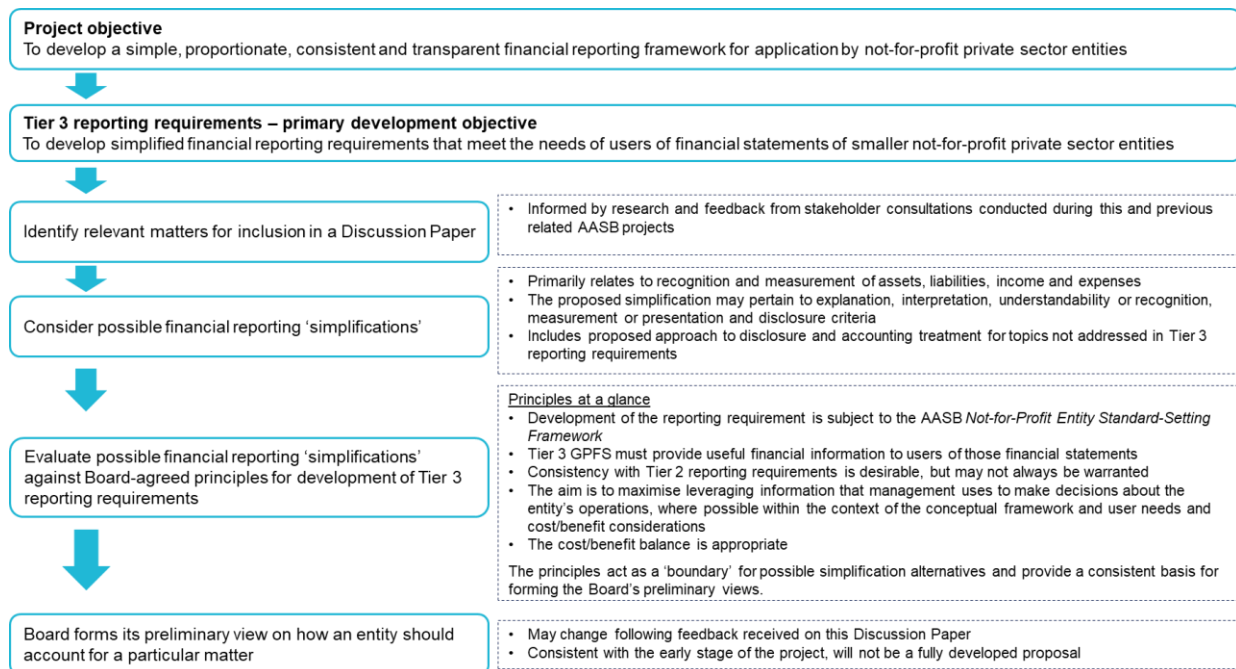 Project objective
To develop a simple, proportionate, consistent and transparent financial reporting framework for application by not-for-profit private sector entities
Tier 3 reporting requirements – primary development objective
To develop simplified financial reporting requirements that meet the needs of users of financial statements of smaller not-for-profit private sector entities
Identify relevant matters for inclusion in a Discussion Paper
• Informed by research and feedback from stakeholder consultations conducted during this and previous
related AASB projects
Consider possible financial reporting ‘simplifications’
• Primarily relates to recognition and measurement of assets, liabilities, income and expenses
• The proposed simplification may pertain to explanation, interpretation, understandability or recognition,
measurement or presentation and disclosure criteria
• Includes proposed approach to disclosure and accounting treatment for topics not addressed in Tier 3
reporting requirements
Evaluate possible financial reporting ‘simplifications’
against Board-agreed principles for development of Tier 3
reporting requirements
Principles at a glance
• Development of the reporting requirement is subject to the AASB Not-for-Profit Entity Standard-Setting
Framework
• Tier 3 GPFS must provide useful financial information to users of those financial statements
• Consistency with Tier 2 reporting requirements is desirable, but may not always be warranted
• The aim is to maximise leveraging information that management uses to make decisions about the
entity’s operations, where possible within the context of the conceptual framework and user needs and
cost/benefit considerations
• The cost/benefit balance is appropriate
The principles act as a ‘boundary’ for possible simplification alternatives and provide a consistent basis for
forming the Board’s preliminary views.
Board forms its preliminary view on how an entity should
account for a particular matter
• May change following feedback received on this Discussion Paper
• Consistent with the early stage of the project, will not be a fully developed proposal